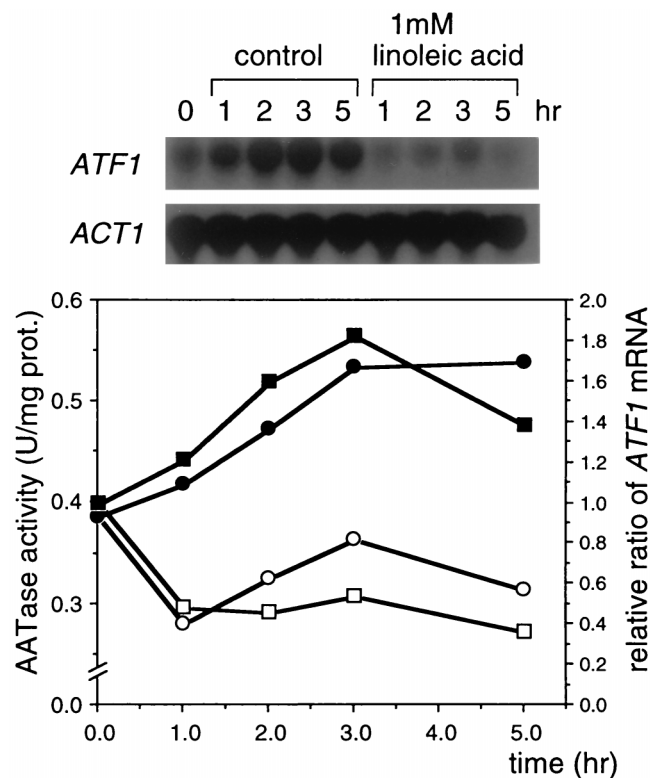 1mM
control linoleic acid
0 1 2 3 5 1 2 3 5 hr
ATF1
ACT1
AATase activity (U/mg prot.)
0.6
0.5
0.4
0.3
0.0
relative ratio of ATF1 mRNA
2.0
1.8
1.6
1.4
1.2
1.0
0.8
0.6
0.4
0.2
0.0
0.0 1.0 2.0 3.0 4.0 5.0
time (hr)